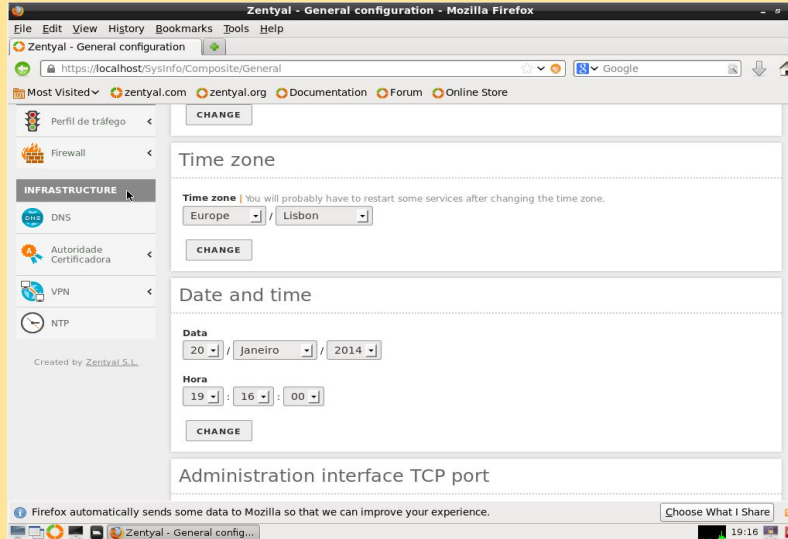 Zentyal - General configuration - Mozilla Firefox
File Edit View History Bookmarks Tools Help
Zentyal - General configuration
https://localhost/SysInfo/Composite/General
Google
Most Visited zentyal.com zentyal.org Documentation Forum Online Store
Perfil de tráfego
Firewall
INFRASTRUCTURE
DNS
DNS
Autoridade
Certificadora
VPN
NTP
Created by Zentyal S.L.
CHANGE
Time zone
Time zone | You will probably have to restart some services after changing the time zone.
Europe / Lisbon
CHANGE
Date and time
Data
20 / Janeiro / 2014
Hora
19 : 16 : 00
CHANGE
Administration interface TCP port
Firefox automatically sends some data to Mozilla so that we can improve your experience.
Choose What I Share
Zentyal - General config...
19:16